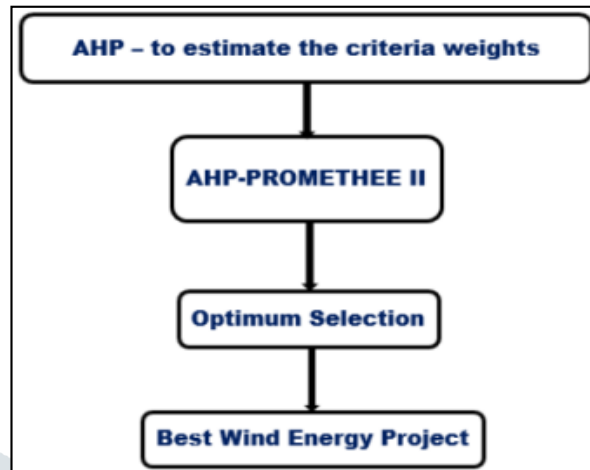 AHP – to estimate the criteria weights
AHP-PROMETHEE II
Optimum Selection
Best Wind Energy Project